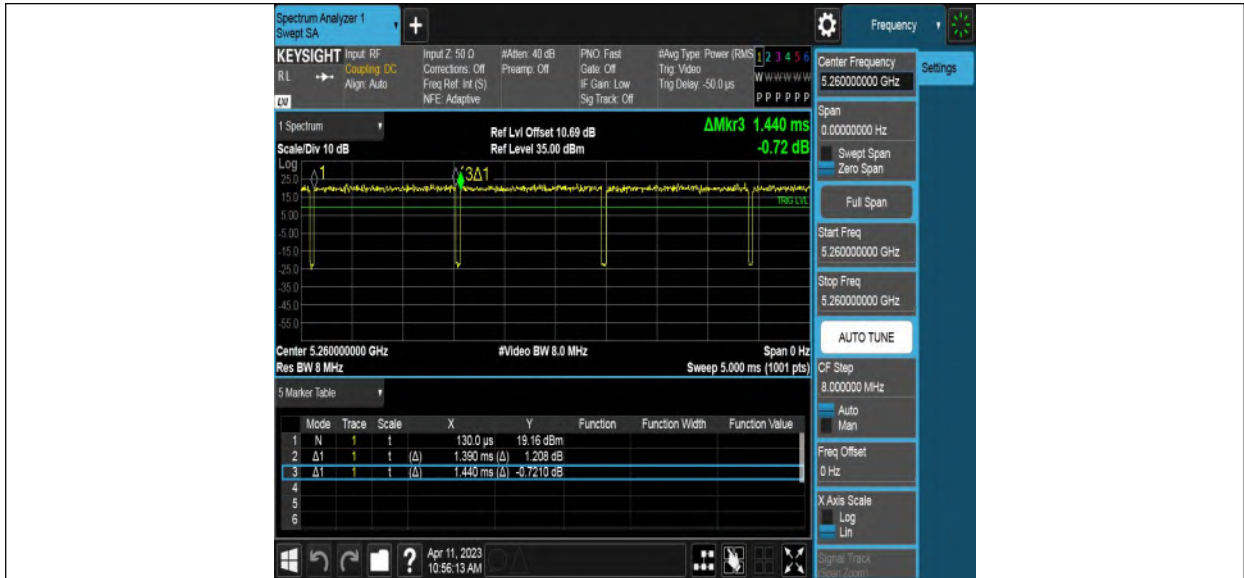 Spectrum Analyzer 1
Swept SA
+
Frequency
KEYSIGHT
RL
LXI
Input: RF
Coupling: DC
Align: Auto
Input Z: 50 Ω
Corrections: Off
Freq Ref: Int (S)
NFE: Adaptive
#Atten: 40 dB
Preamp: Off
PNO: Fast
Gate: Off
IF Gain: Low
Sig Track: Off
#Avg Type: Power (RMS
Trig: Video
Trig Delay: -50.0 µs
1 2 3 4 5 6
W W W W W W
P P P P P P
1 Spectrum
Scale/Div 10 dB
Ref Lvl Offset 10.69 dB
Ref Level 35.00 dBm
ΔMkr3 1.440 ms
-0.72 dB
Log
25.0
15.0
5.00
-5.00
-15.0
-25.0
-35.0
-45.0
-55.0
1
3Δ1
TRIG LVL
Center 5.260000000 GHz
#Video BW 8.0 MHz
Span 0 Hz
Res BW 8 MHz
Sweep 5.000 ms (1001 pts)
5 Marker Table
Mode Trace Scale X Y Function Function Width Function Value
1 N 1 t 130.0 µs 19.16 dBm
2 Δ1 1 t (Δ) 1.390 ms (Δ) 1.208 dB
3 Δ1 1 t (Δ) 1.440 ms (Δ) -0.7210 dB
4
5
6
?
Apr 11, 2023
10:56:13 AM
Center Frequency
5.260000000 GHz
Settings
Span
0.00000000 Hz
Swept Span
Zero Span
Full Span
Start Freq
5.260000000 GHz
Stop Freq
5.260000000 GHz
AUTO TUNE
CF Step
8.000000 MHz
Auto
Man
Freq Offset
0 Hz
X Axis Scale
Log
Lin
Signal Track
(Span Zoom)